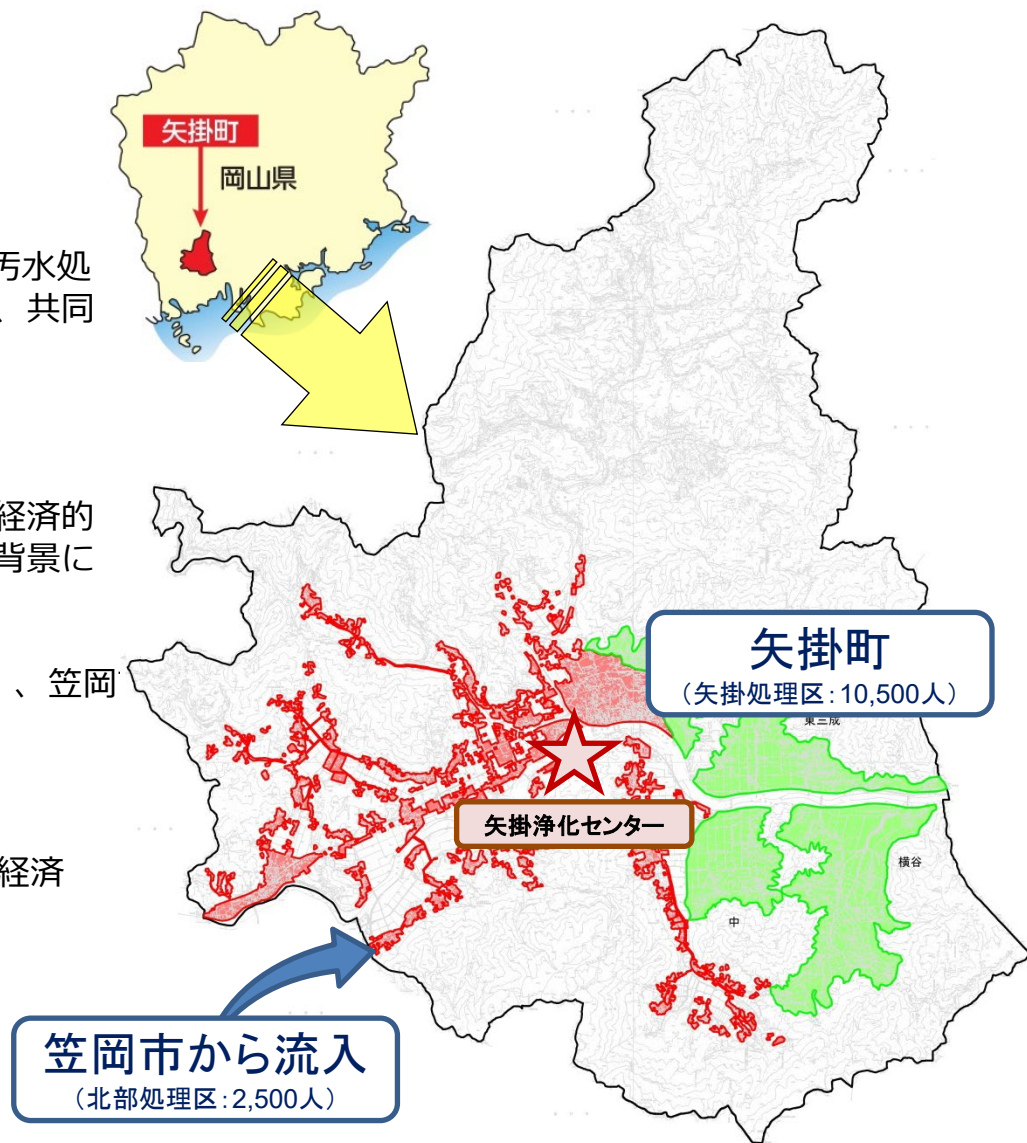 矢掛町
岡山県
汚水処
、共同
経済的
背景に
、笠岡
経済
矢掛町
（矢掛処理区：10,500人）
東三成
矢掛浄化センター
横谷
中
笠岡市から流入
（北部処理区：2,500人）